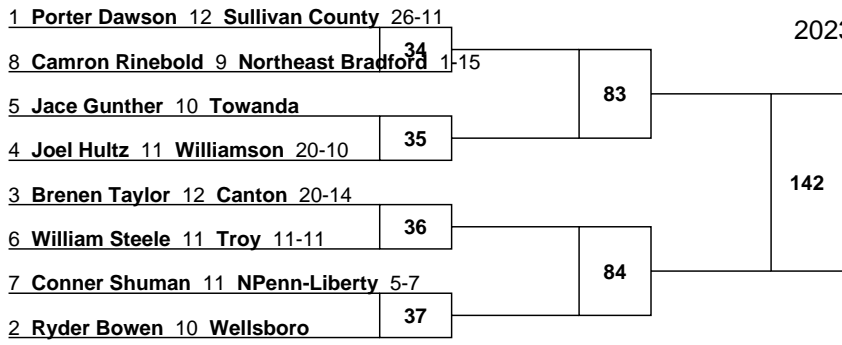 1 Porter Dawson 12 Sullivan County 26-11
2023
34
8 Camron Rinebold 9 Northeast Bradford 1-15
83
5 Jace Gunther 10 Towanda
35
4 Joel Hultz 11 Williamson 20-10
142
3 Brenen Taylor 12 Canton 20-14
36
6 William Steele 11 Troy 11-11
84
7 Conner Shuman 11 NPenn-Liberty 5-7
37
2 Ryder Bowen 10 Wellsboro